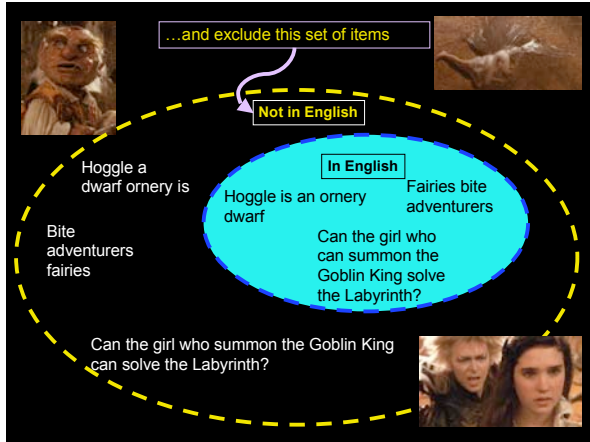 …and exclude this set of items
Not in English
In English
Hoggle a
dwarf ornery is
Hoggle is an ornery
dwarf
Fairies bite
adventurers
Bite
adventurers
fairies
Can the girl who
can summon the
Goblin King solve
the Labyrinth?
Can the girl who summon the Goblin King
can solve the Labyrinth?